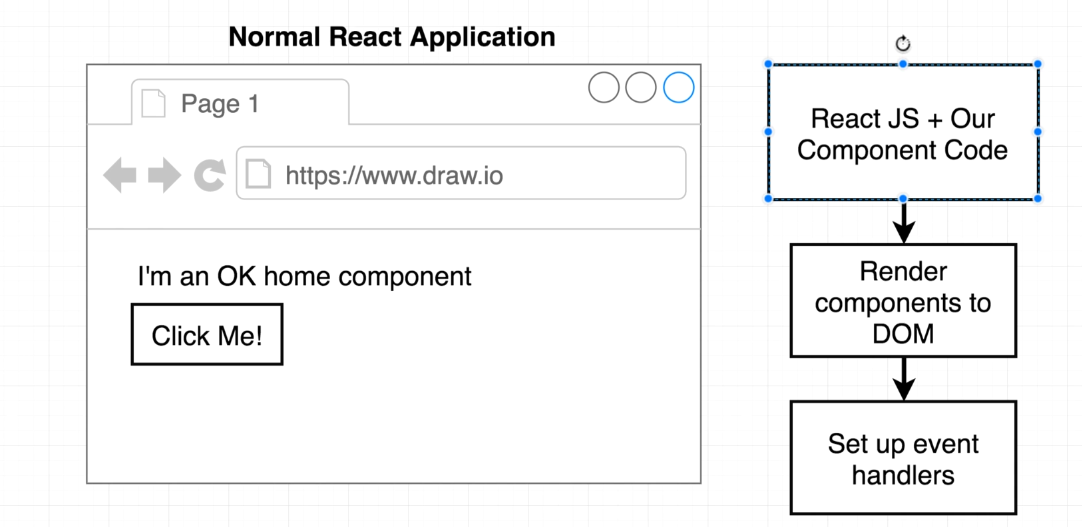 Normal React Application
Page 1
https://www.draw.io
I'm an OK home component
Click Me!
React JS + Our
Component Code
Render
components to
DOM
Set up event
handlers